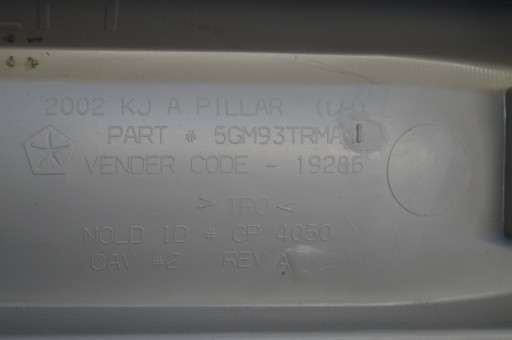 2002 KJ A PILLAR
PART # 5GM93TRMA
VENDER CODE - 19285
> TPO <
MOLD ID # GP 4050
CAV #2 REV A